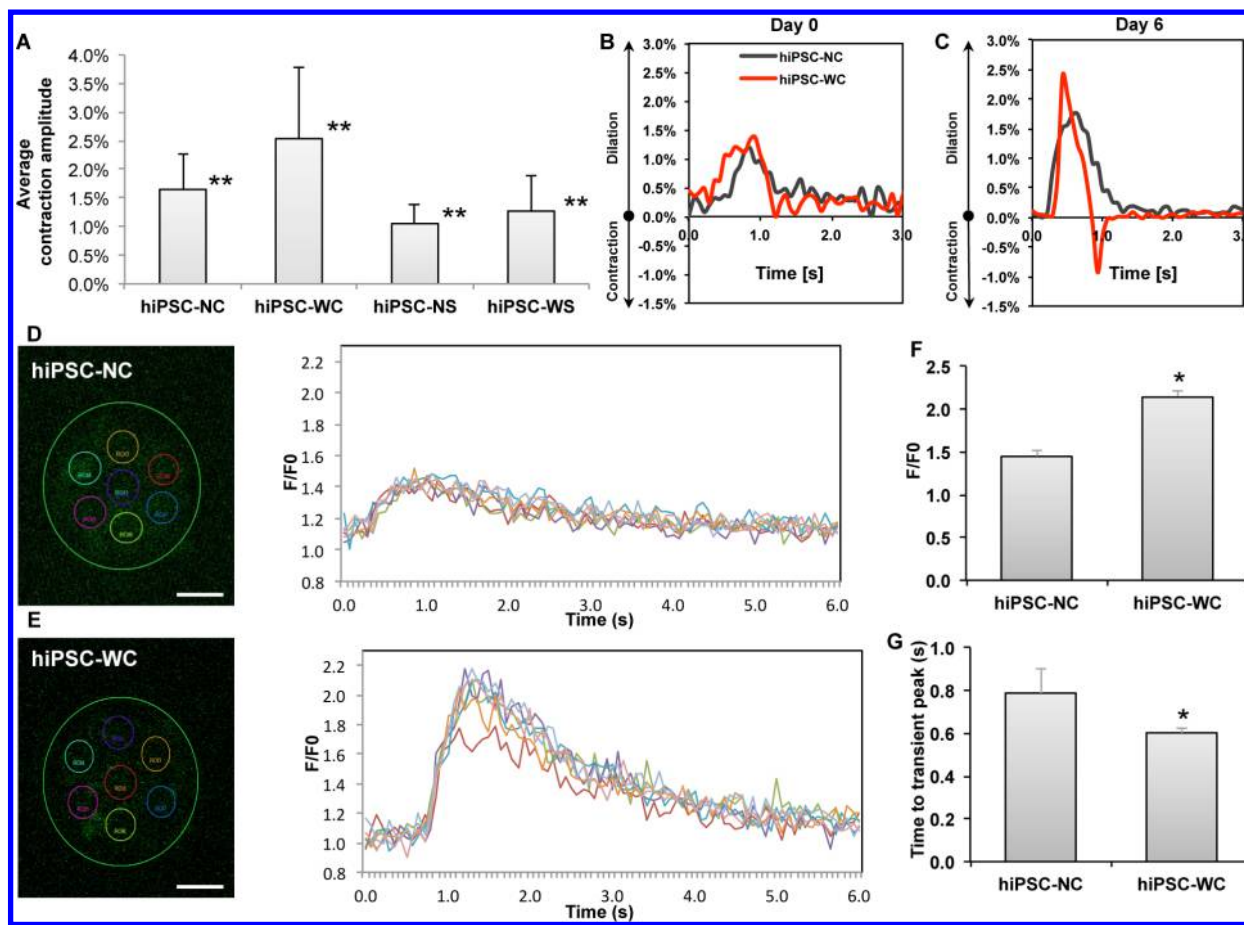 A
Average
contraction amplitude
4.0%
3.5%
3.0%
2.5%
2.0%
1.5%
1.0%
0.5%
0.0%
**
**
**
**
hiPSC-NC
hiPSC-WC
hiPSC-NS
hiPSC-WS
B
Day 0
Dilation
Contraction
3.0%
2.5%
2.0%
1.5%
1.0%
0.5%
0.0%
-0.5%
-1.0%
-1.5%
hiPSC-NC
hiPSC-WC
0.0
1.0
2.0
3.0
Time [s]
C
Day 6
Dilation
Contraction
3.0%
2.5%
2.0%
1.5%
1.0%
0.5%
0.0%
-0.5%
-1.0%
-1.5%
0.0
1.0
2.0
3.0
Time [s]
D
hiPSC-NC
F/F0
2.2
2.0
1.8
1.6
1.4
1.2
1.0
0.8
0.0
1.0
2.0
3.0
4.0
5.0
6.0
Time (s)
E
hiPSC-WC
F/F0
2.2
2.0
1.8
1.6
1.4
1.2
1.0
0.8
0.0
1.0
2.0
3.0
4.0
5.0
6.0
Time (s)
F
F/F0
2.5
2.0
1.5
1.0
0.5
0.0
*
hiPSC-NC
hiPSC-WC
G
Time to transient peak (s)
1.0
0.8
0.6
0.4
0.2
0.0
*
hiPSC-NC
hiPSC-WC